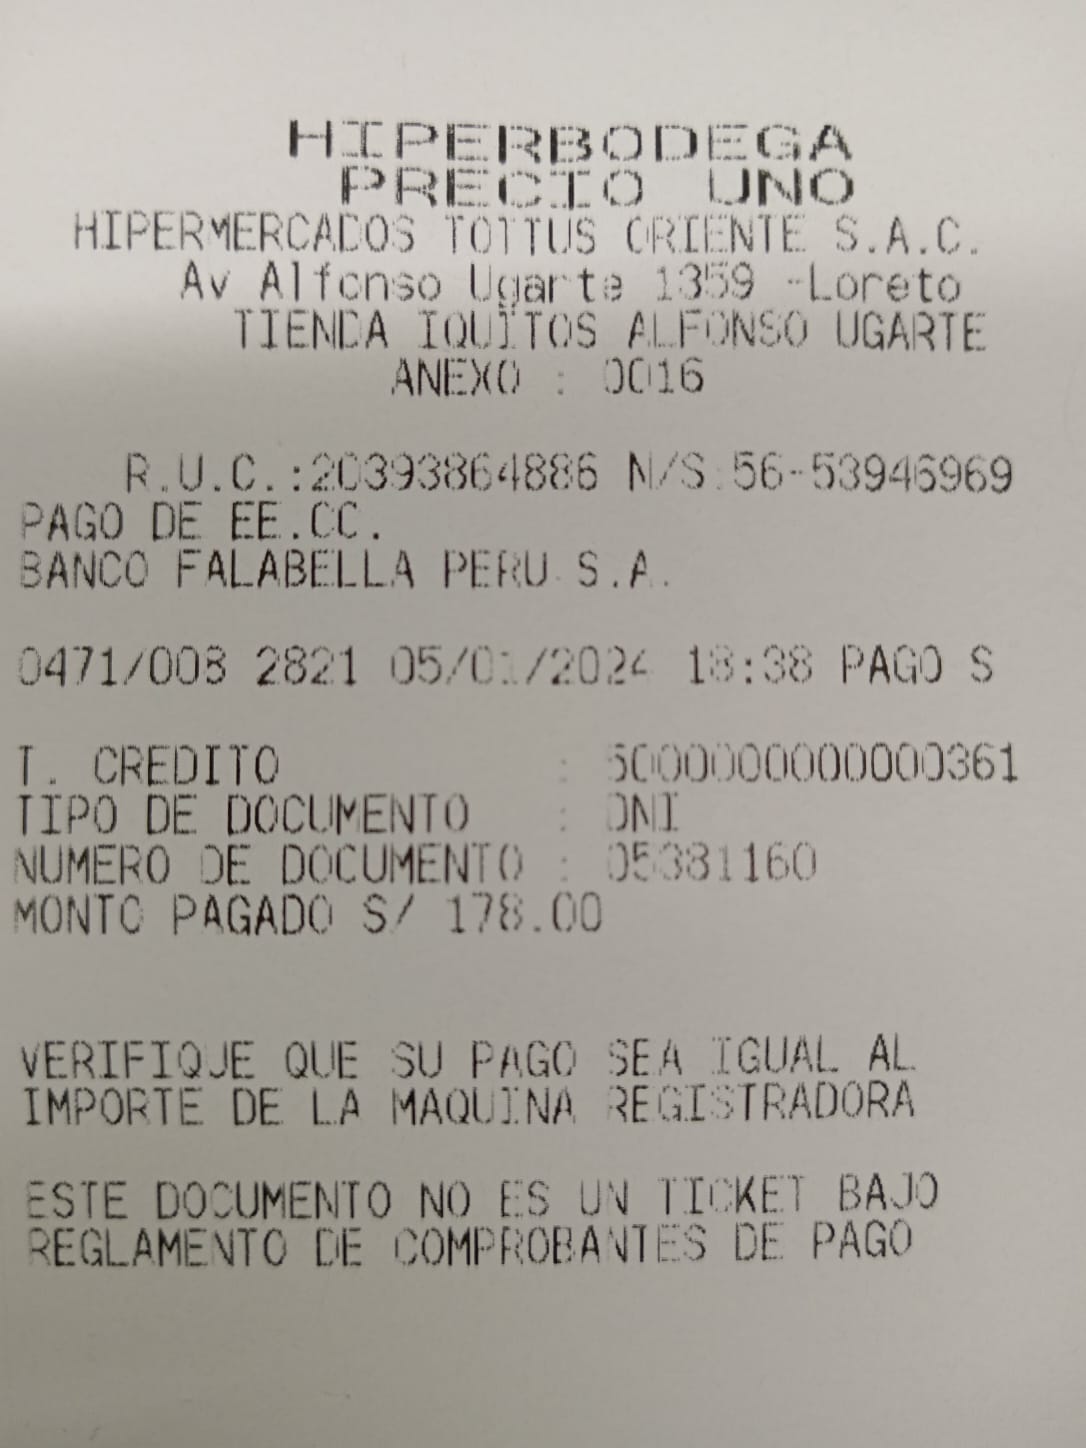 HIPERBODEGA
PRECIO UNO
HIPERMERCADOS TOTTUS ORIENTE S.A.C.
Av Alfonso Ugarte 1359 -Loreto
TIENDA IQUITOS ALFONSO UGARTE
ANEXO : 0016
R.U.C.:20393864886 N/S:56-53946969
PAGO DE EE.CC.
BANCO FALABELLA PERU S.A.
0471/008 2821 05/01/2024 18:38 PAGO S
T. CREDITO : 5000000000000361
TIPO DE DOCUMENTO : DNI
NUMERO DE DOCUMENTO : 05381160
MONTO PAGADO S/ 178.00
VERIFIQUE QUE SU PAGO SEA IGUAL AL
IMPORTE DE LA MAQUINA REGISTRADORA
ESTE DOCUMENTO NO ES UN TICKET BAJO
REGLAMENTO DE COMPROBANTES DE PAGO